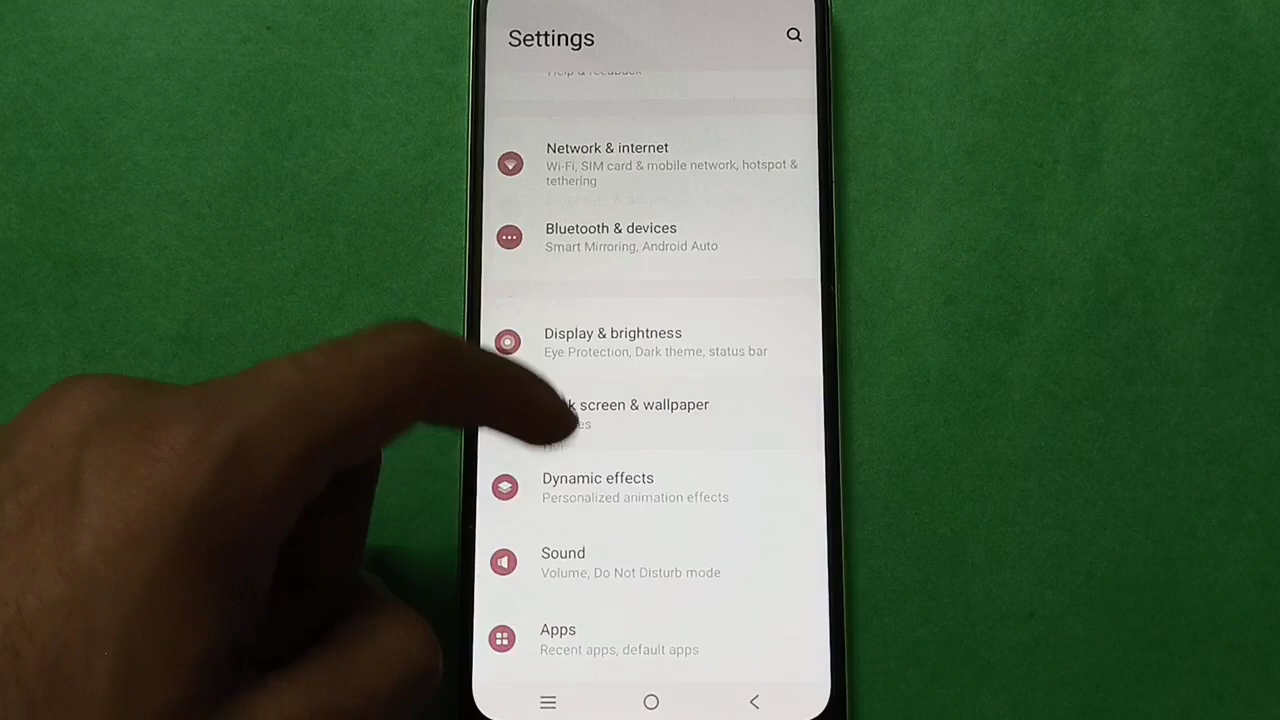 Settings
Help & feedback
Network & internet
Wi-Fi, SIM card & mobile network, hotspot &
tethering
Bluetooth & devices
Smart Mirroring, Android Auto
Display & brightness
Eye Protection, Dark theme, status bar
screen & wallpaper
Dynamic effects
Personalized animation effects
Sound
Volume, Do Not Disturb mode
Apps
Recent apps, default apps